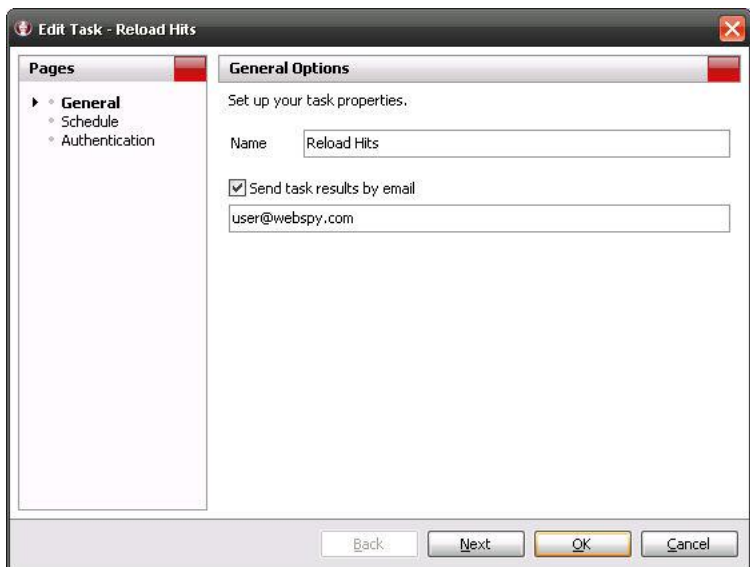 Edit Task - Reload Hits
Pages
General
Schedule
Authentication
General Options
Set up your task properties.
Name Reload Hits
Send task results by email
user@webspy.com
Back Next OK Cancel